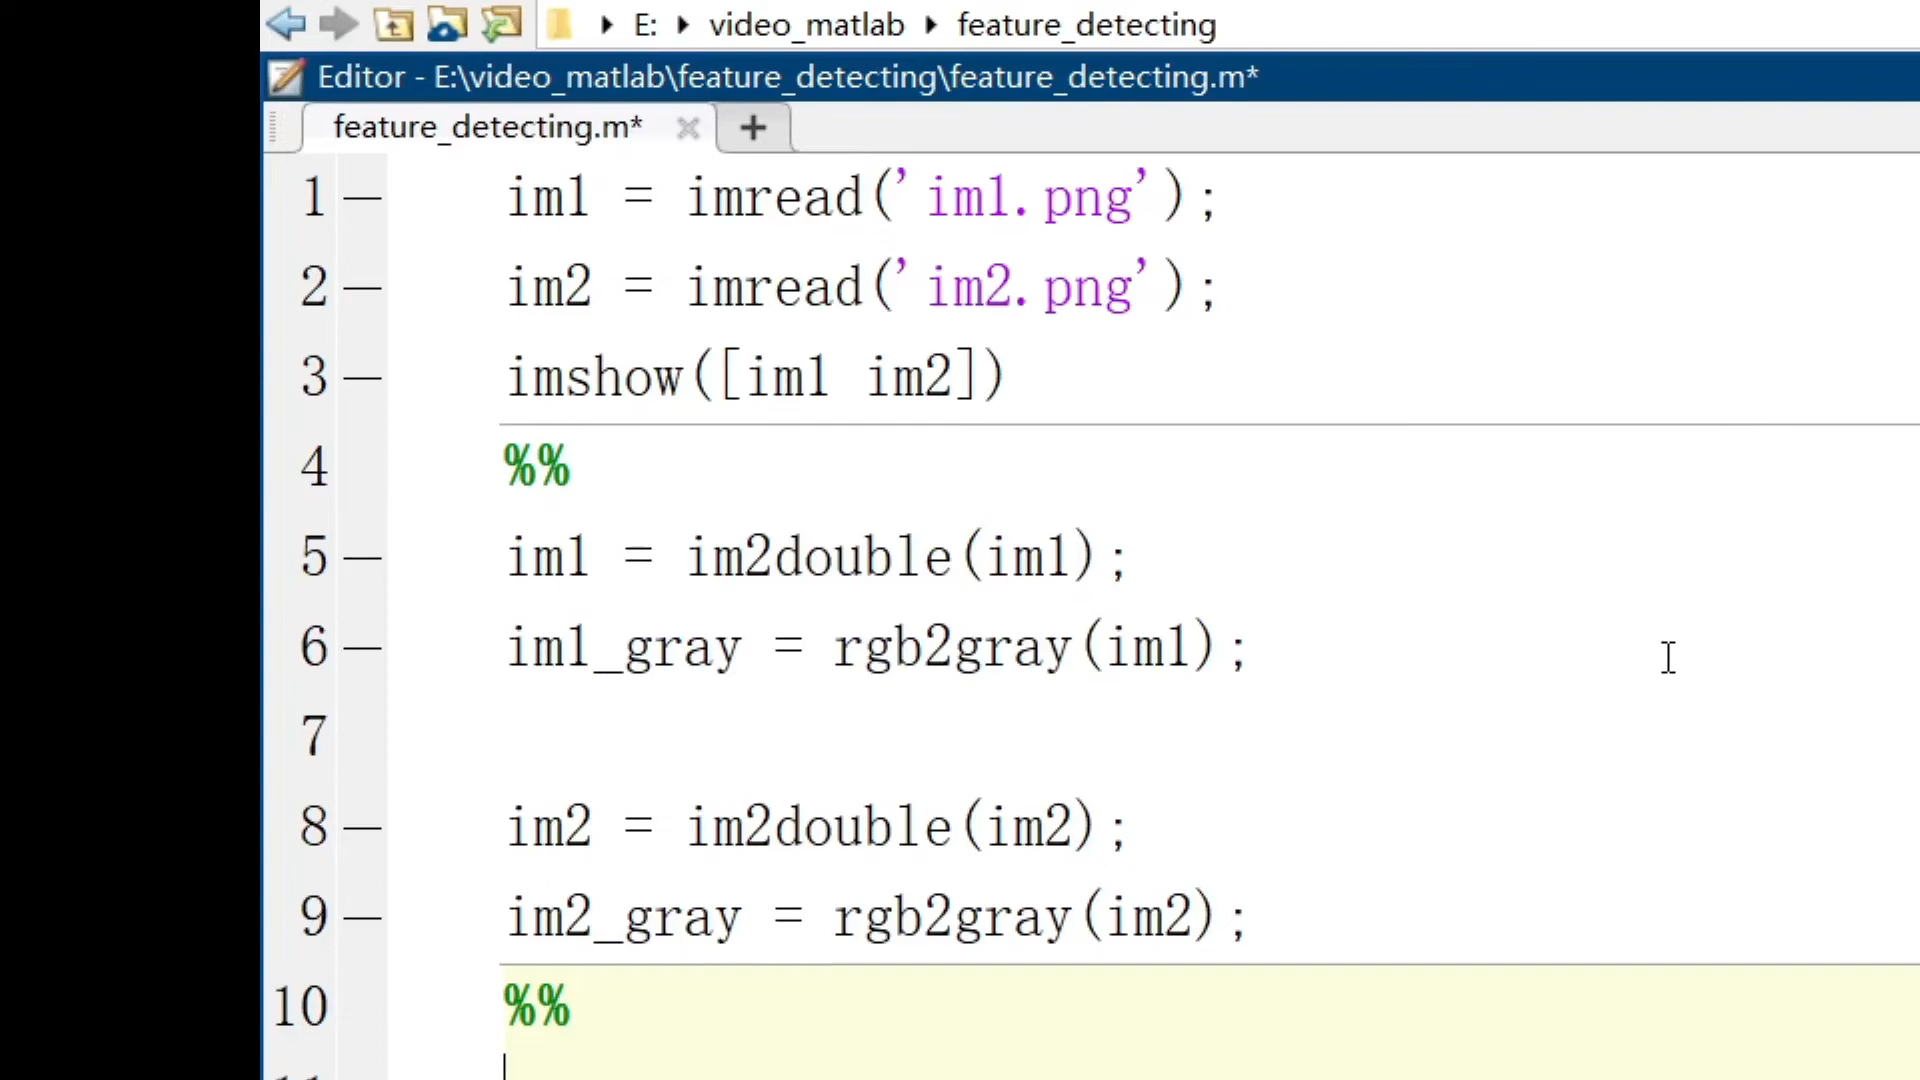 E: video_matlab feature_detecting
Editor - E:\video_matlab\feature_detecting\feature_detecting.m*
feature_detecting.m*
1 im1 = imread('im1.png');
2 im2 = imread('im2.png');
3 imshow([im1 im2])
4 %%
5 im1 = im2double(im1);
6 im1_gray = rgb2gray(im1);
7
8 im2 = im2double(im2);
9 im2_gray = rgb2gray(im2);
10 %%